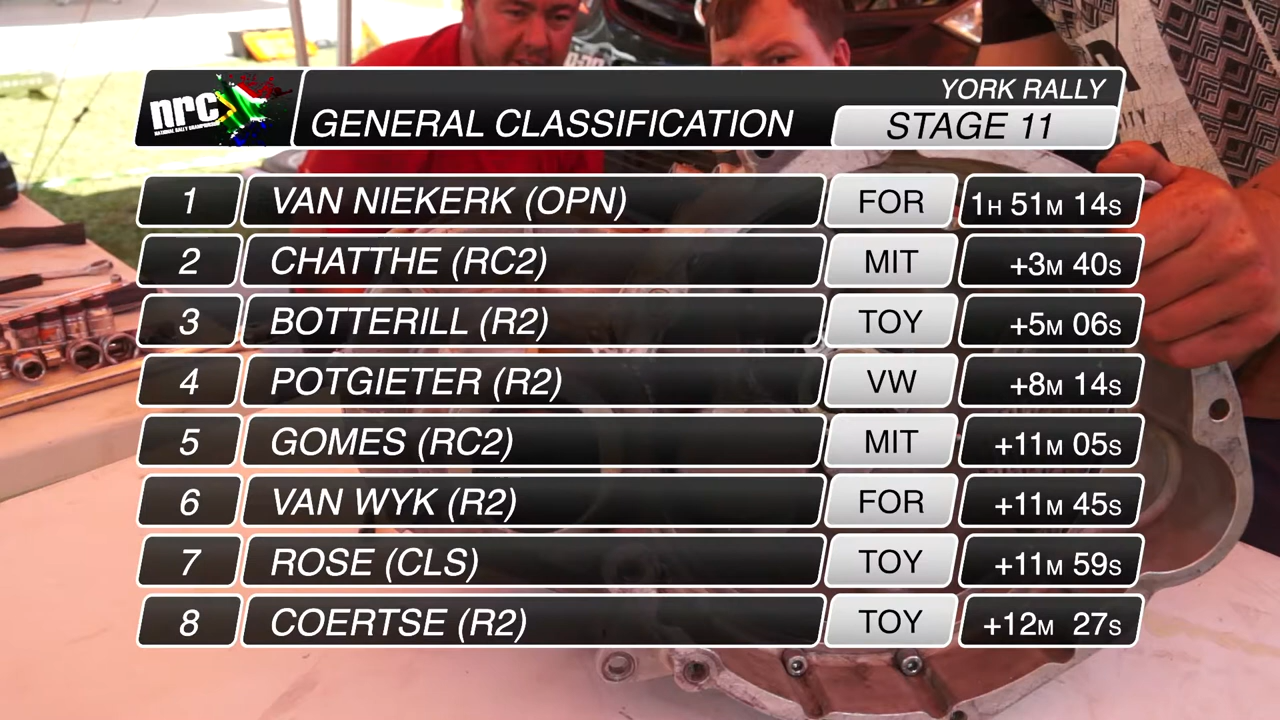 nrc
NATIONAL RALLY CHAMPIONSHIP
YORK RALLY
GENERAL CLASSIFICATION
STAGE 11
1 VAN NIEKERK (OPN) FOR 1H 51M 14S
2 CHATTHE (RC2) MIT +3M 40S
3 BOTTERILL (R2) TOY +5M 06S
4 POTGIETER (R2) VW +8M 14S
5 GOMES (RC2) MIT +11M 05S
6 VAN WYK (R2) FOR +11M 45S
7 ROSE (CLS) TOY +11M 59S
8 COERTSE (R2) TOY +12M 27S